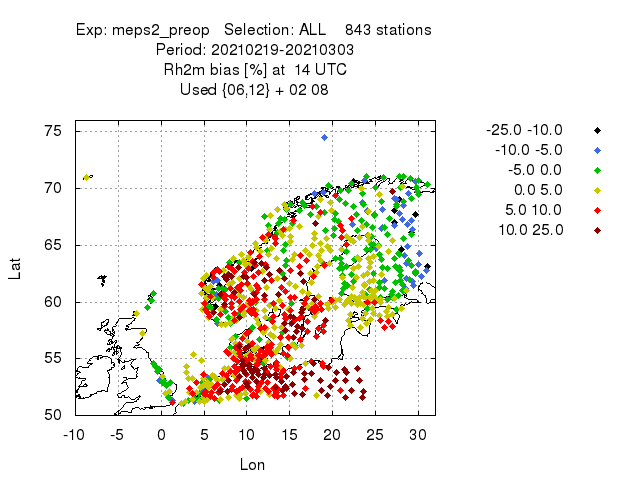 Exp: meps2_preop   Selection: ALL    843 stations
Period: 20210219-20210303
Rh2m bias [%] at  14 UTC
Used {06,12} + 02 08
-25.0 -10.0
-10.0 -5.0
-5.0 0.0
0.0 5.0
5.0 10.0
10.0 25.0
75
70
65
60
55
50
Lat
-10 -5 0 5 10 15 20 25 30
Lon